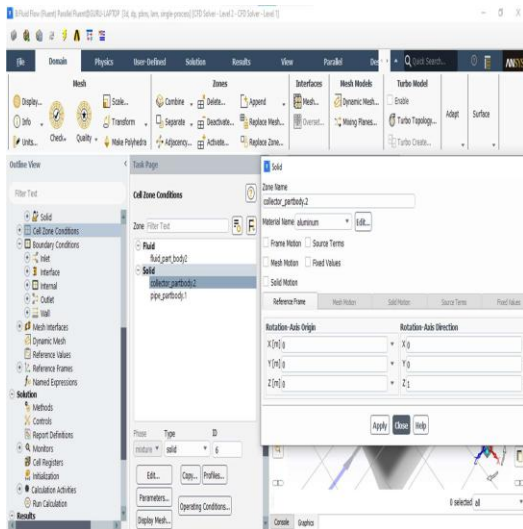 B:Fluid Flow (Fluent) Parallel Fluent@GURU-LAPTOP [3d, dp, pbns, lam, single-process] [CFD Solver - Level 2 - CFD Solver - Level 1]
File Domain Physics User-Defined Solution Results View Parallel Des Quick Search... ANSYS
Mesh Zones Interfaces Mesh Models Turbo Model
Display... Scale... Combine Delete... Append Mesh... Dynamic Mesh... Enable
Info Transform Separate Deactivate... Replace Mesh... Overset... Mixing Planes... Turbo Topology... Adapt Surface
Units... Check Quality Make Polyhedra Adjacency... Activate... Replace Zone... Turbo Create...
Outline View
Filter Text
Solid
Cell Zone Conditions
Boundary Conditions
Inlet
Interface
Internal
Outlet
Wall
Mesh Interfaces
Dynamic Mesh
Reference Values
Reference Frames
Named Expressions
Solution
Methods
Controls
Report Definitions
Monitors
Cell Registers
Initialization
Calculation Activities
Run Calculation
Results
Task Page
Cell Zone Conditions
Zone Filter Text
Fluid
fluid_part_body2
Solid
collector_partbody.2
pipe_partbody.1
Phase Type ID
mixture solid 6
Edit... Copy... Profiles...
Parameters... Operating Conditions...
Display Mesh...
Solid
Zone Name
collector_partbody.2
Material Name aluminum Edit...
Frame Motion Source Terms
Mesh Motion Fixed Values
Solid Motion
Reference Frame Mesh Motion Solid Motion Source Terms Fixed Values
Rotation-Axis Origin Rotation-Axis Direction
X [m] 0 X 0
Y [m] 0 Y 0
Z [m] 0 Z 1
Apply Close Help
0 selected all
Console Graphics